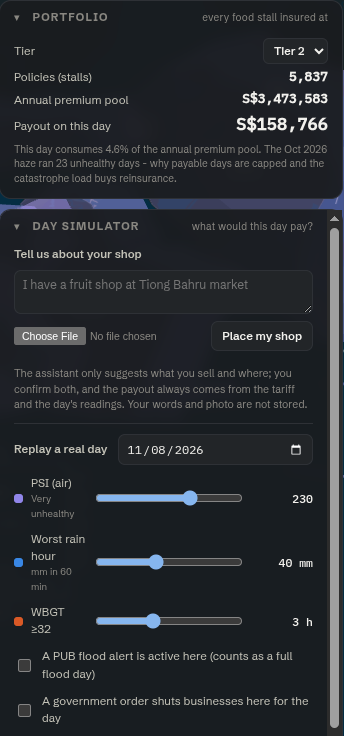 ▼ PORTFOLIO every food stall insured at
Tier Tier 2
Policies (stalls) 5,837
Annual premium pool S$3,473,583
Payout on this day S$158,766
This day consumes 4.6% of the annual premium pool. The Oct 2026
haze ran 23 unhealthy days - why payable days are capped and the
catastrophe load buys reinsurance.
▼ DAY SIMULATOR what would this day pay?
Tell us about your shop
I have a fruit shop at Tiong Bahru market
Choose File No file chosen Place my shop
The assistant only suggests what you sell and where; you
confirm both, and the payout always comes from the tariff
and the day's readings. Your words and photo are not stored.
Replay a real day 11/08/2026
PSI (air)
Very
unhealthy
230
Worst rain
hour
mm in 60
min
40 mm
WBGT
≥32
3 h
A PUB flood alert is active here (counts as a full
flood day)
A government order shuts businesses here for the
day